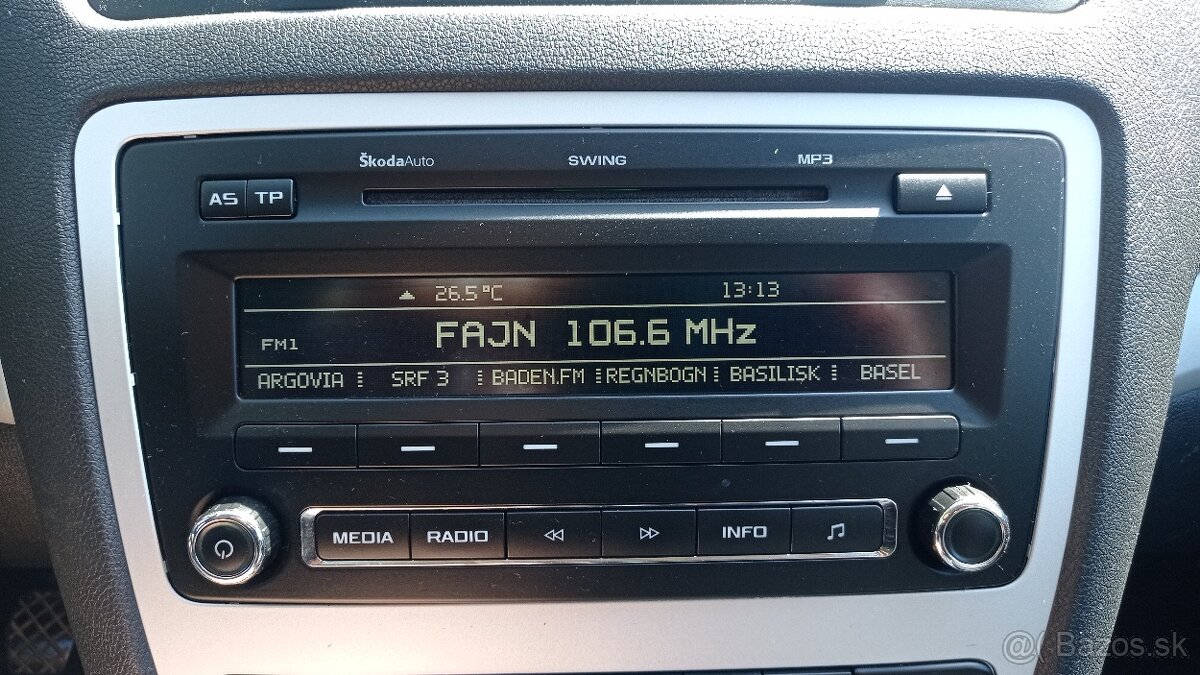 ŠkodaAuto SWING MP3
AS TP
26.5°C 13:13
FM1 FAJN 106.6 MHz
ARGOVIA SRF 3 BADEN.FM REGNBOGN BASILISK BASEL
MEDIA RADIO INFO
Bazos.sk